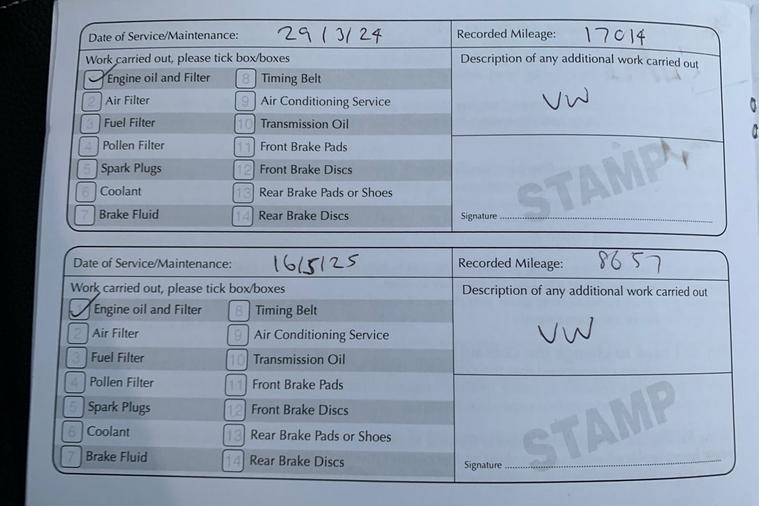 Date of Service/Maintenance: 29/3/24 Recorded Mileage: 17014
Work carried out, please tick box/boxes Description of any additional work carried out
Engine oil and Filter 8 Timing Belt
VW
2 Air Filter 9 Air Conditioning Service
3 Fuel Filter 10 Transmission Oil
4 Pollen Filter 11 Front Brake Pads
5 Spark Plugs 12 Front Brake Discs
STAMP
6 Coolant 13 Rear Brake Pads or Shoes
7 Brake Fluid 14 Rear Brake Discs
Signature
Date of Service/Maintenance: 16/5/25 Recorded Mileage: 8657
Work carried out, please tick box/boxes Description of any additional work carried out
1 Engine oil and Filter 8 Timing Belt
VW
2 Air Filter 9 Air Conditioning Service
3 Fuel Filter 10 Transmission Oil
4 Pollen Filter 11 Front Brake Pads
5 Spark Plugs 12 Front Brake Discs
STAMP
6 Coolant 13 Rear Brake Pads or Shoes
7 Brake Fluid 14 Rear Brake Discs
Signature